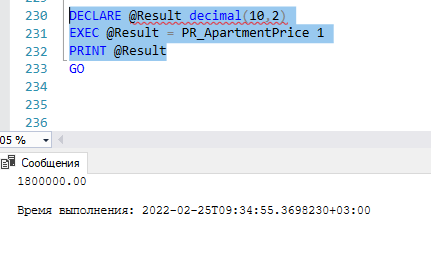 230 DECLARE @Result decimal(10,2)
231 EXEC @Result = PR_ApartmentPrice 1
232 PRINT @Result
233 GO
234
235
236
05 %
Сообщения
1800000.00
Время выполнения: 2022-02-25T09:34:55.3698230+03:00